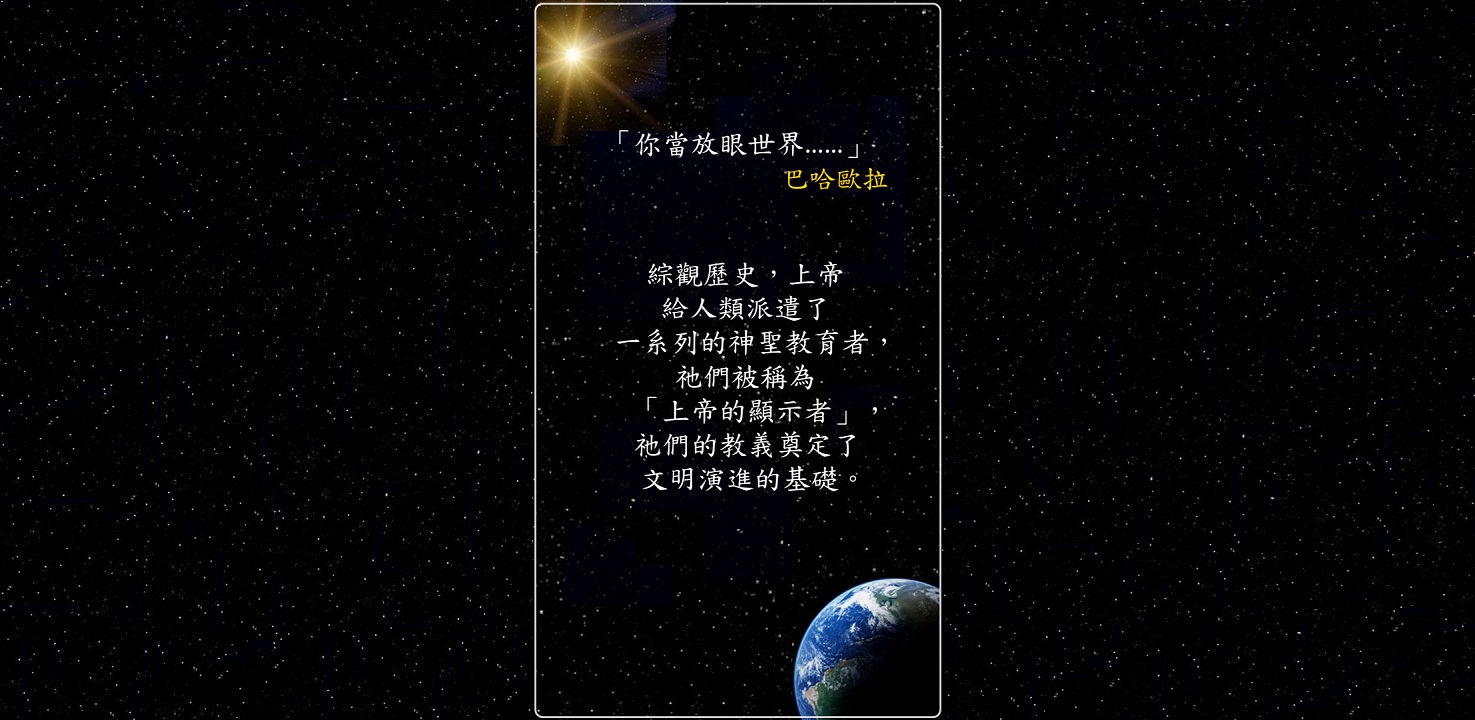 「你當放眼世界……」
巴哈歐拉
綜觀歷史，上帝
給人類派遣了
一系列的神聖教育者，
祂們被稱為
「上帝的顯示者」，
祂們的教義奠定了
文明演進的基礎。